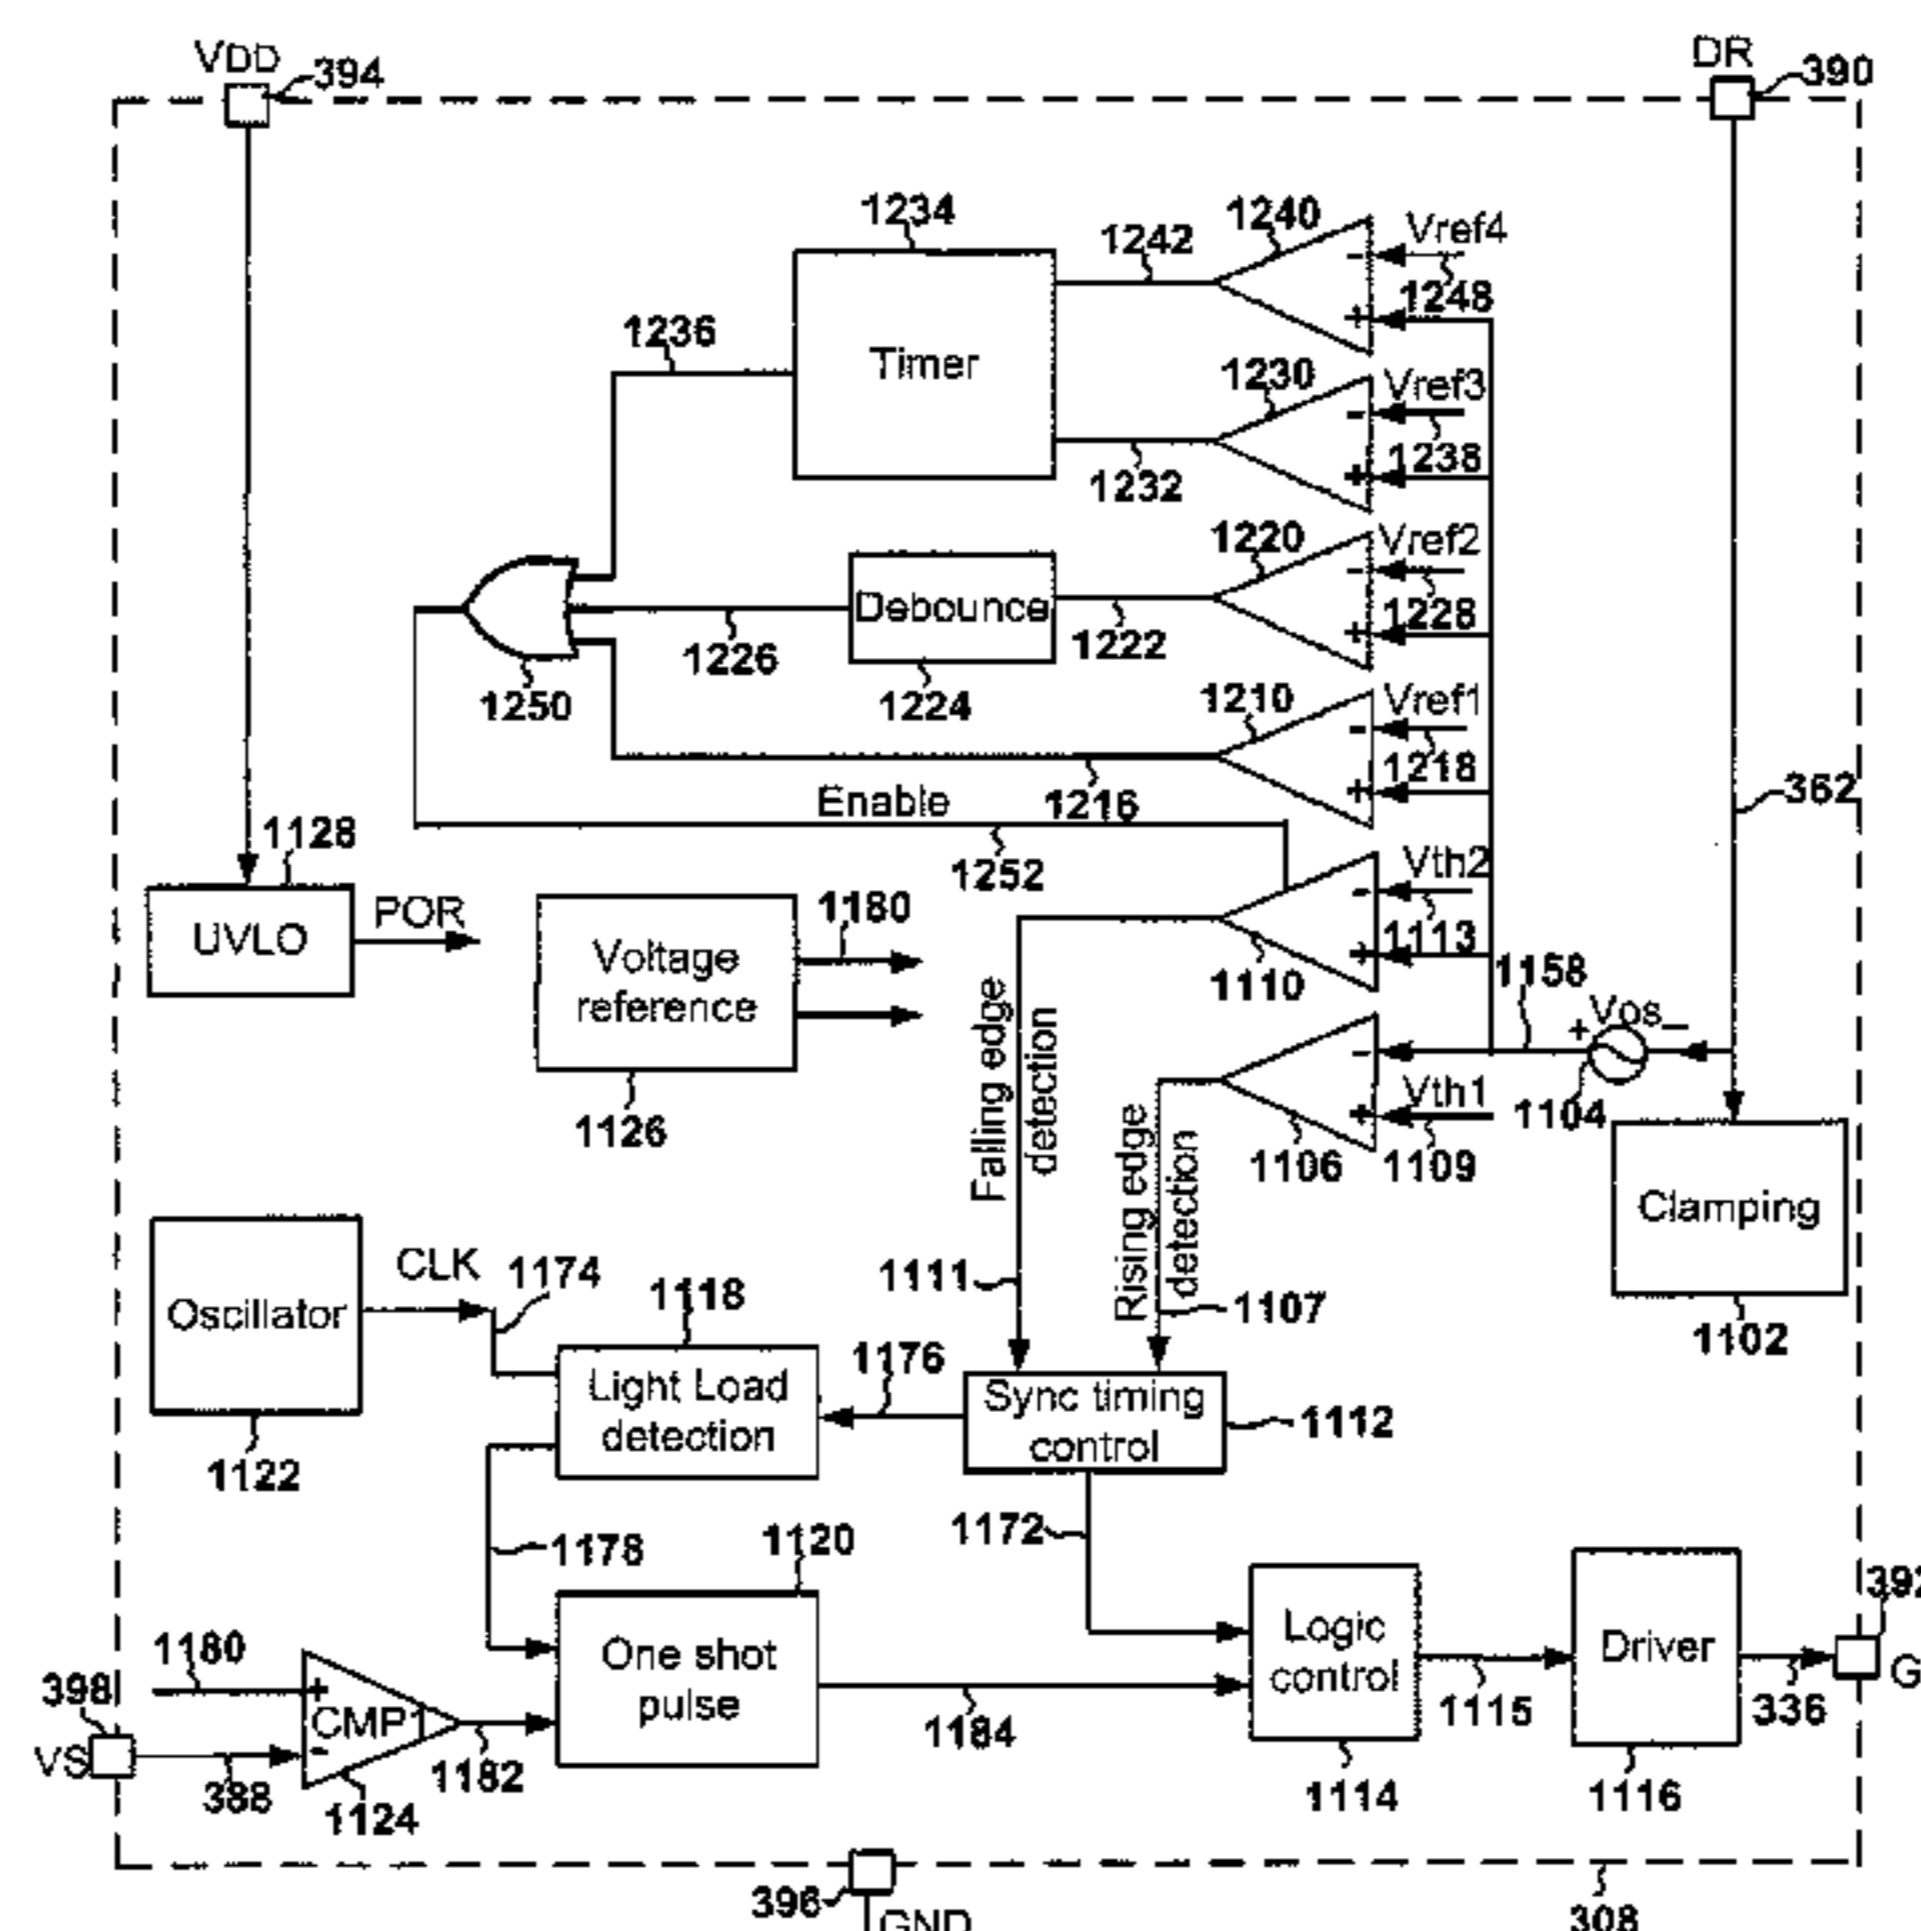 VDD
394
DR
390
1234
1240
Vref4
1242
1248
1236
Timer
1230
Vref3
1238
1232
1220
Vref2
Debounce
1228
1222
1226
1250
1224
1210
Vref1
1218
362
Enable
1216
1128
1252
Vth2
POR
1180
UVLO
Voltage
reference
1113
1110
1158
Vos
+ -
Falling edge
detection
Vth1
1104
1126
1106
1109
Rising edge
detection
Clamping
CLK
1174
1118
1111
1107
Oscillator
1102
1176
Light Load
detection
Sync timing
control
1112
1122
1178
1120
1172
392
1180
One shot
pulse
Logic
control
Driver
G
398
+
CMP1
-
VS
1184
1115
336
388
1182
1124
1114
1116
396
GND
308